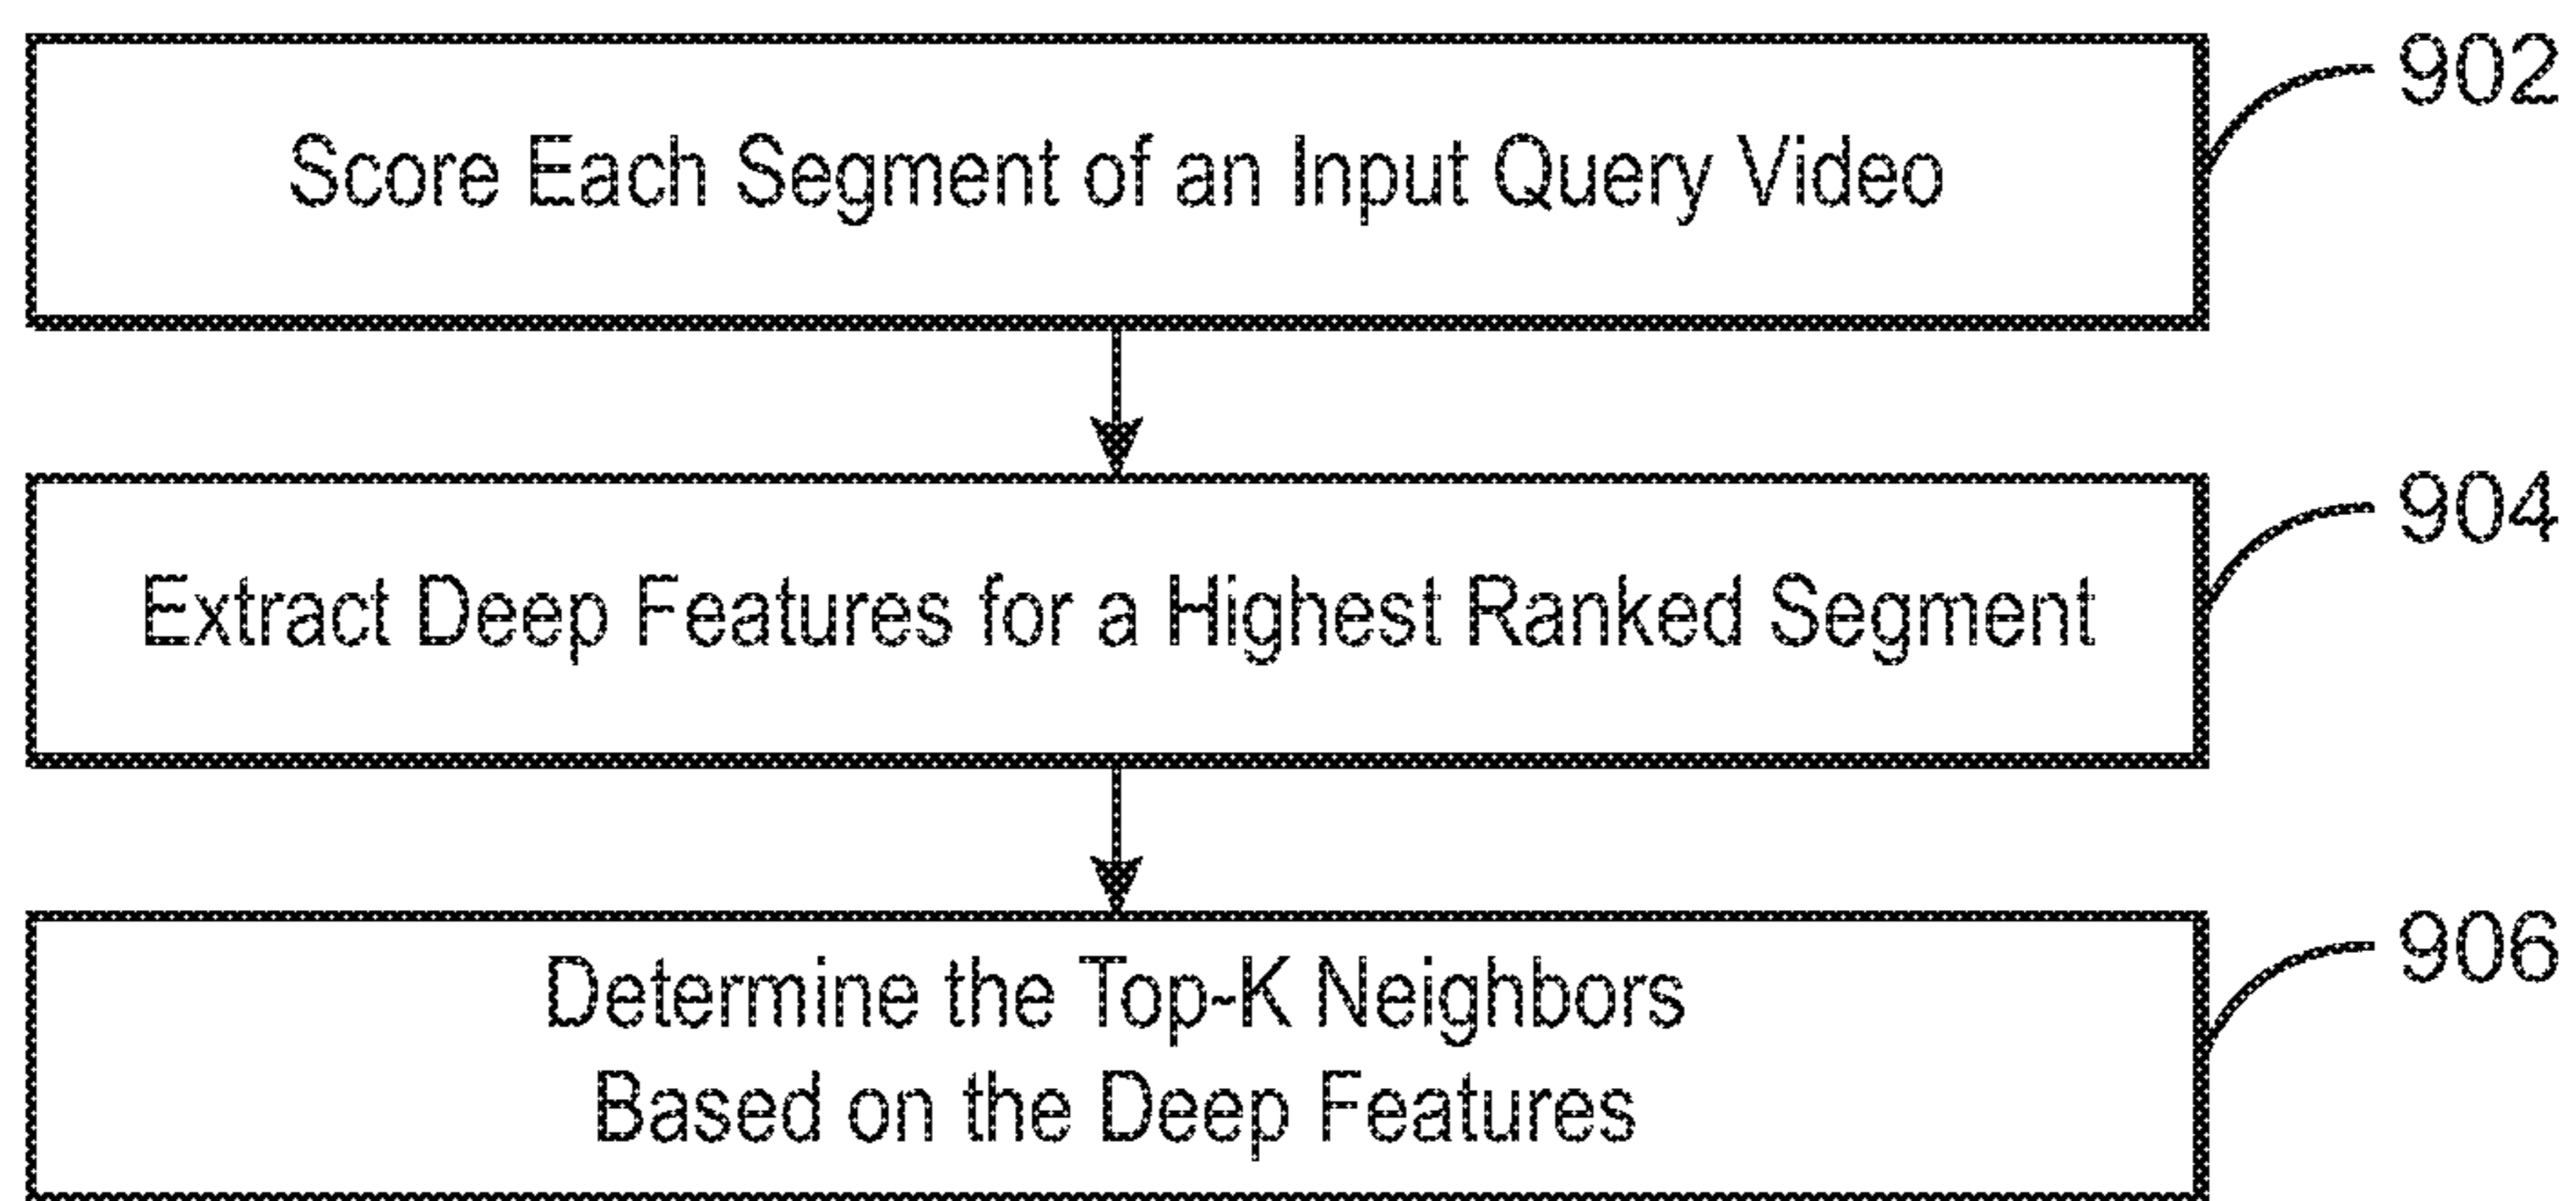 Score Each Segment of an Input Query Video
902
Extract Deep Features for a Highest Ranked Segment
904
Determine the Top-K Neighbors
Based on the Deep Features
906